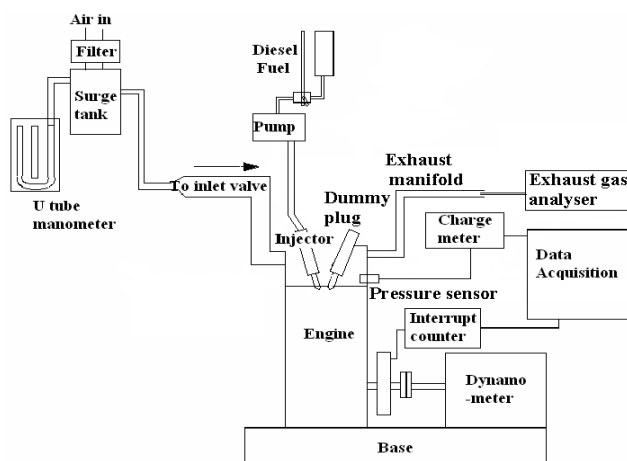 Air in
Filter
Surge
tank
U tube
manometer
Diesel
Fuel
Pump
To inlet valve
Injector
Dummy
plug
Exhaust
manifold
Exhaust gas
analyser
Charge
meter
Data
Acquisition
Pressure sensor
Interrupt
counter
Engine
Dynamo
-meter
Base